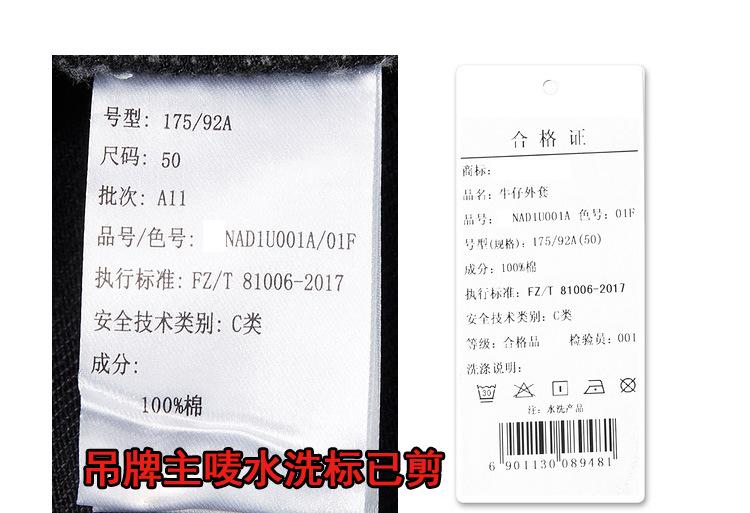 号型: 175/92A
尺码: 50
批次: A11
品号/色号: NAD1U001A/01F
执行标准: FZ/T 81006-2017
安全技术类别: C类
成分:
100%棉
吊牌主唛水洗标已剪
合格证
商标:
品名: 牛仔外套
品号: NAD1U001A 色号: 01F
号型(规格): 175/92A(50)
成分: 100%棉
执行标准: FZ/T 81006-2017
安全技术类别: C类
等级: 合格品 检验员: 001
洗涤说明:
30
注: 水洗产品
6 901130 089481